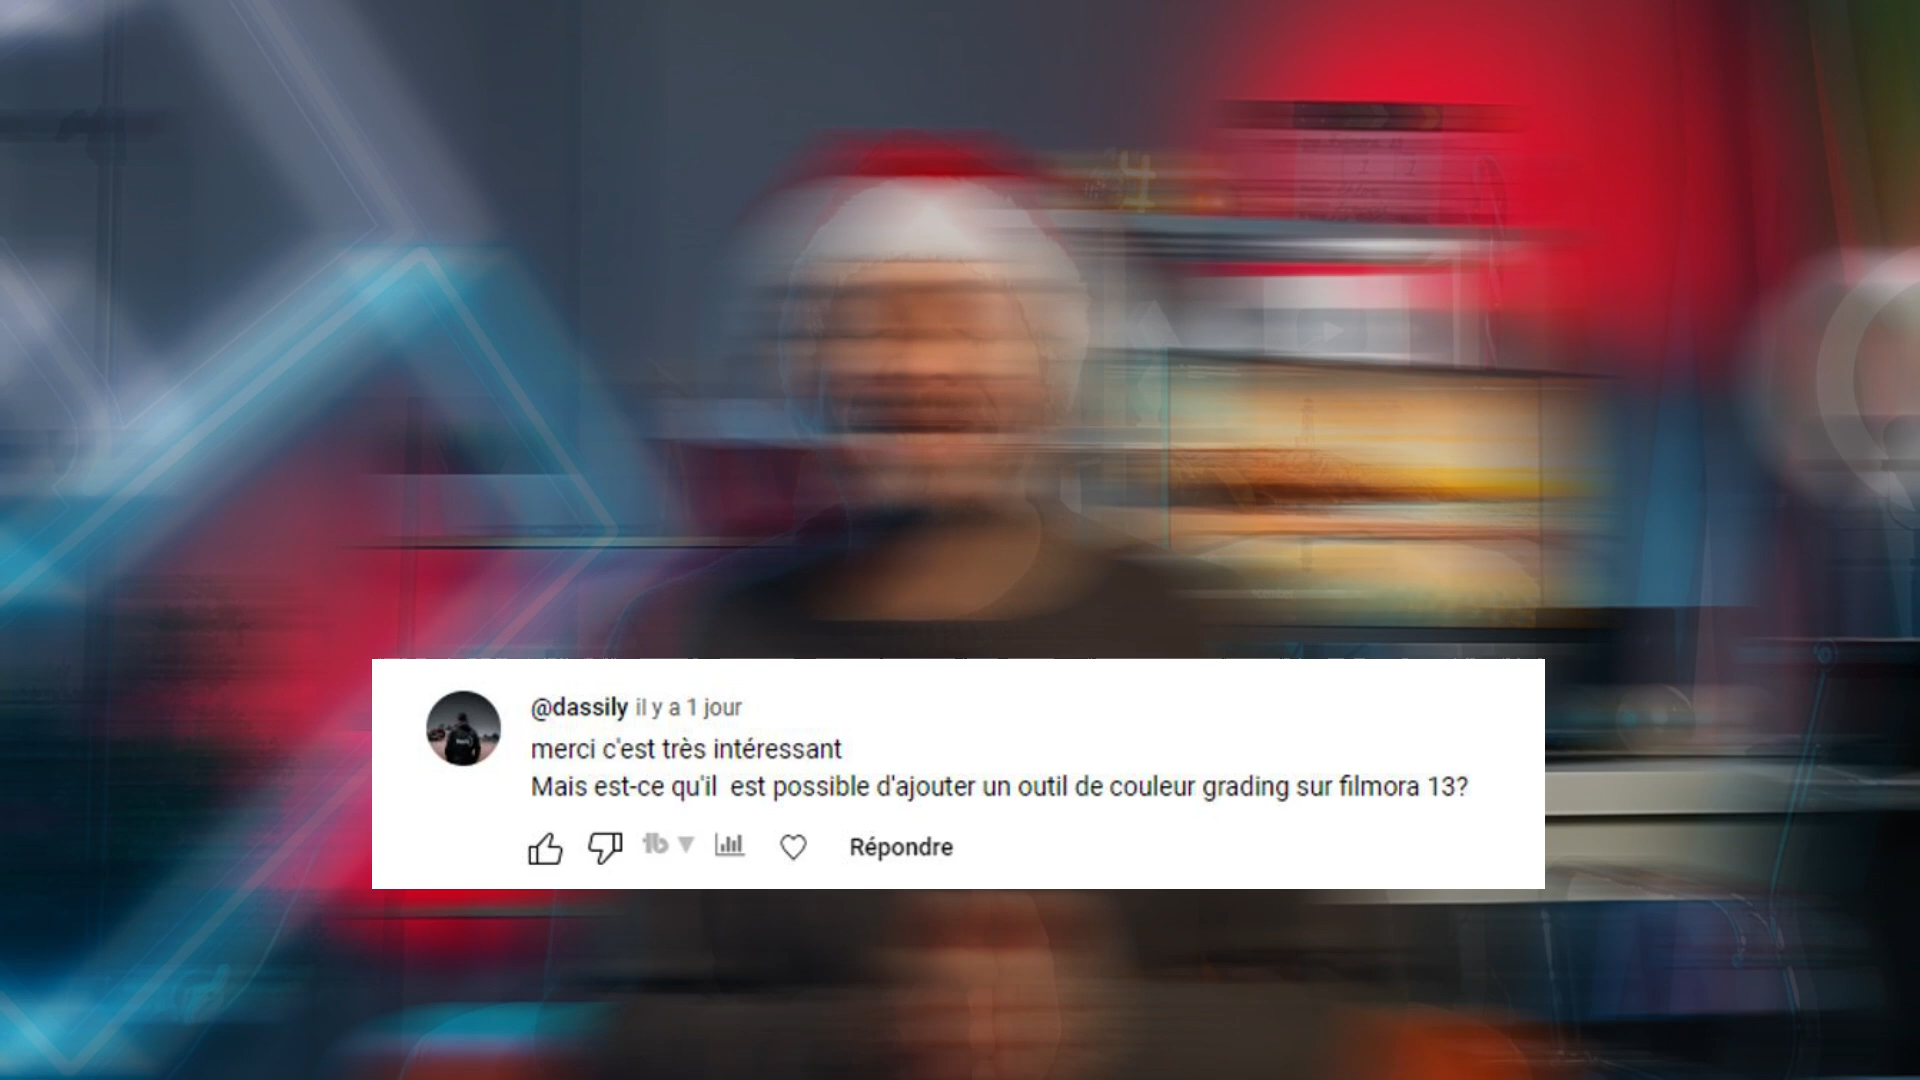 @dassily il y a 1 jour
merci c'est très intéressant
Mais est-ce qu'il  est possible d'ajouter un outil de couleur grading sur filmora 13?
Répondre